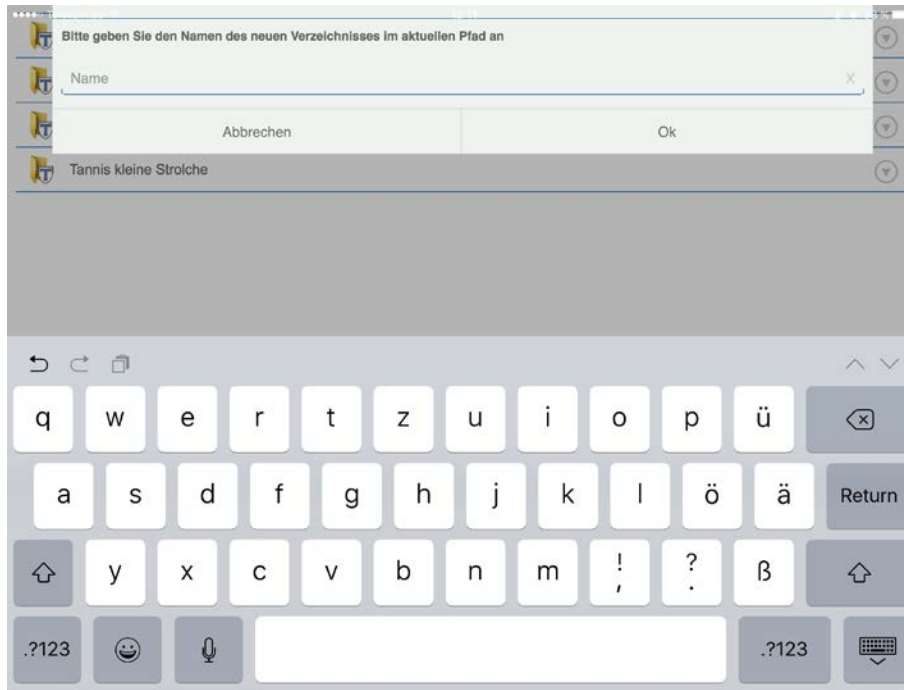 Bitte geben Sie den Namen des neuen Verzeichnisses im aktuellen Pfad an
Name X
Abbrechen Ok
Tannis kleine Strolche
q w e r t z u i o p ü
a s d f g h j k l ö ä Return
y x c v b n m ! , ? . ß
.?123 .?123